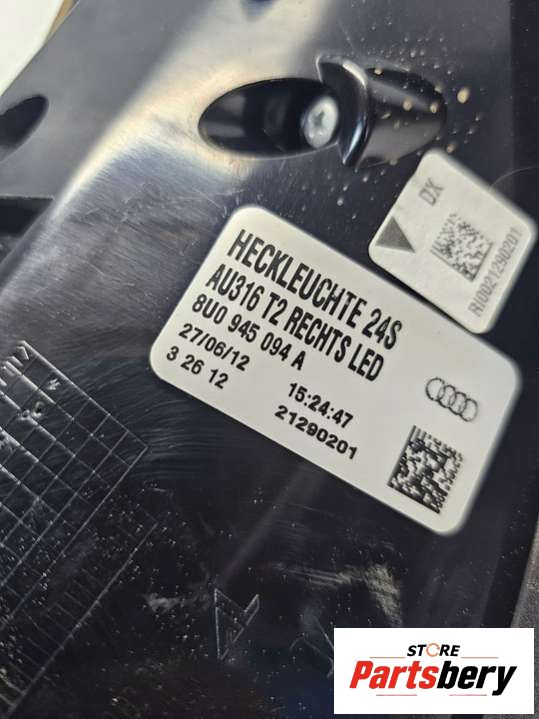 DX
RI0021290201
HECKLEUCHTE 24S
AU316 T2 RECHTS LED
8U0 945 094 A
27/06/12 15:24:47
3 26 12 21290201
STORE
Partsbery